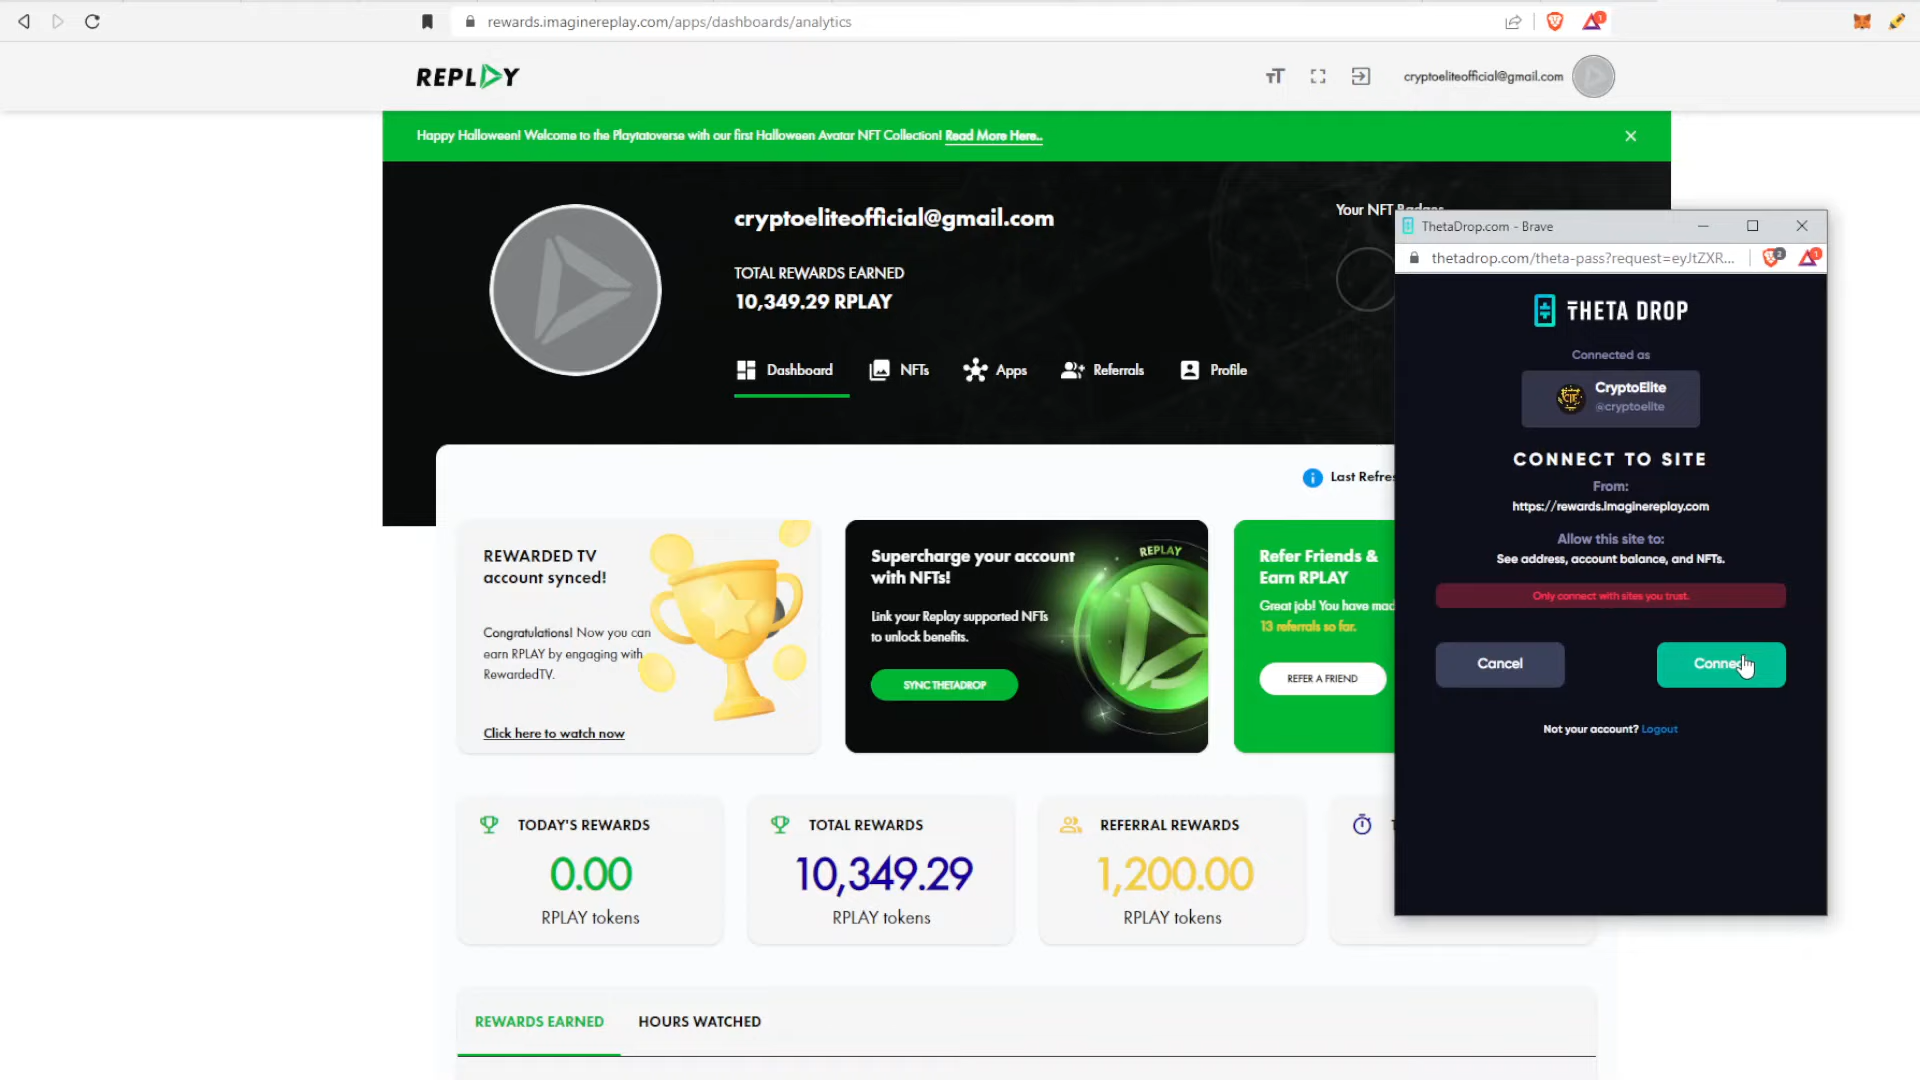 rewards.imaginereplay.com/apps/dashboards/analytics
1
REPLAY
TT
cryptoeliteofficial@gmail.com
Happy Halloween! Welcome to the Playtatoverse with our first Halloween Avatar NFT Collection! Read More Here..
cryptoeliteofficial@gmail.com
TOTAL REWARDS EARNED
10,349.29 RPLAY
Your NFT Badges
Dashboard
NFTs
Apps
Referrals
Profile
Last Refre
REWARDED TV
account synced!
Congratulations! Now you can
earn RPLAY by engaging with
RewardedTV.
Click here to watch now
Supercharge your account
with NFTs!
Link your Replay supported NFTs
to unlock benefits.
SYNC THETADROP
REPLAY
Refer Friends &
Earn RPLAY
Great job! You have mad
13 referrals so far.
REFER A FRIEND
TODAY'S REWARDS
0.00
RPLAY tokens
TOTAL REWARDS
10,349.29
RPLAY tokens
REFERRAL REWARDS
1,200.00
RPLAY tokens
REWARDS EARNED
HOURS WATCHED
ThetaDrop.com - Brave
thetadrop.com/theta-pass?request=eyJtZXR...
2
1
THETA DROP
Connected as
CryptoElite
@cryptoelite
CONNECT TO SITE
From:
https://rewards.imaginereplay.com
Allow this site to:
See address, account balance, and NFTs.
Only connect with sites you trust.
Cancel
Connect
Not your account? Logout